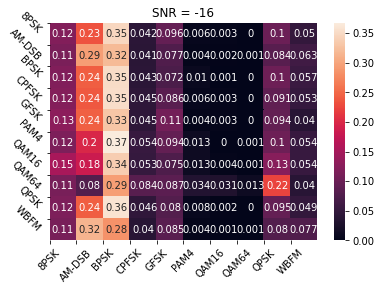 SNR = -16
8PSK 0.12 0.23 0.35 0.042 0.096 0.006 0.003 0 0.1 0.05
AM-DSB 0.11 0.29 0.32 0.041 0.077 0.004 0.002 0.001 0.084 0.063
BPSK 0.12 0.24 0.35 0.043 0.072 0.01 0.001 0 0.1 0.057
CPFSK 0.12 0.24 0.35 0.045 0.086 0.006 0.003 0 0.091 0.053
GFSK 0.13 0.24 0.33 0.045 0.11 0.004 0.003 0 0.094 0.04
PAM4 0.12 0.2 0.37 0.054 0.094 0.013 0 0.001 0.1 0.054
QAM16 0.15 0.18 0.34 0.053 0.075 0.013 0.004 0.001 0.13 0.054
QAM64 0.11 0.08 0.29 0.084 0.034 0.031 0.013 0.22 0.04
QPSK 0.12 0.24 0.36 0.046 0.08 0.008 0.002 0 0.095 0.049
WBFM 0.11 0.32 0.28 0.04 0.085 0.004 0.001 0.001 0.08 0.077
8PSK AM-DSB BPSK CPFSK GFSK PAM4 QAM16 QAM64 QPSK WBFM
0.35
0.30
0.25
0.20
0.15
0.10
0.05
0.00